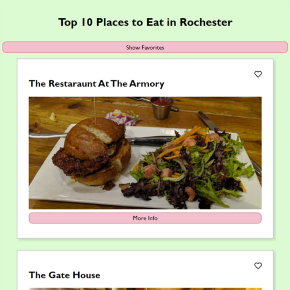 Top 10 Places to Eat in Rochester
Show Favorites
The Restaraunt At The Armory
More Info
The Gate House